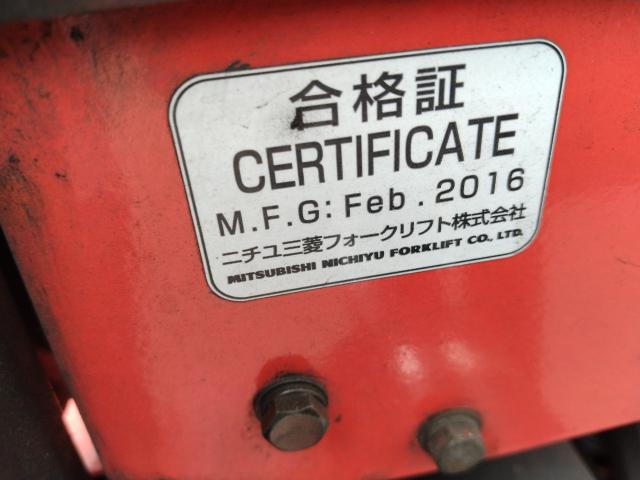 合格証
CERTIFICATE
M.F.G: Feb . 2016
ニチユ三菱フォークリフト株式会社
MITSUBISHI NICHIYU FORKLIFT CO., LTD.